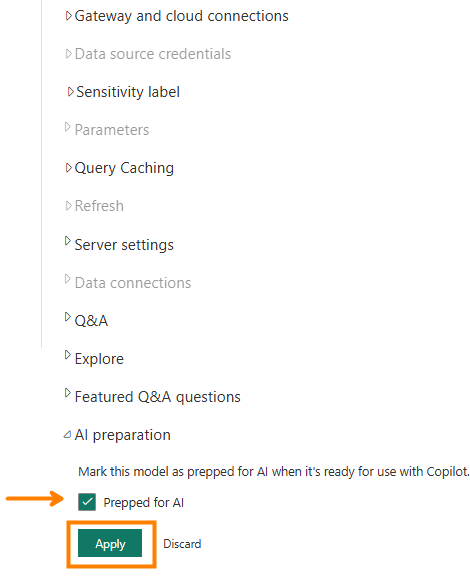 Gateway and cloud connections
Data source credentials
Sensitivity label
Parameters
Query Caching
Refresh
Server settings
Data connections
Q&A
Explore
Featured Q&A questions
AI preparation
Mark this model as prepped for AI when it's ready for use with Copilot.
Prepped for AI
Apply Discard